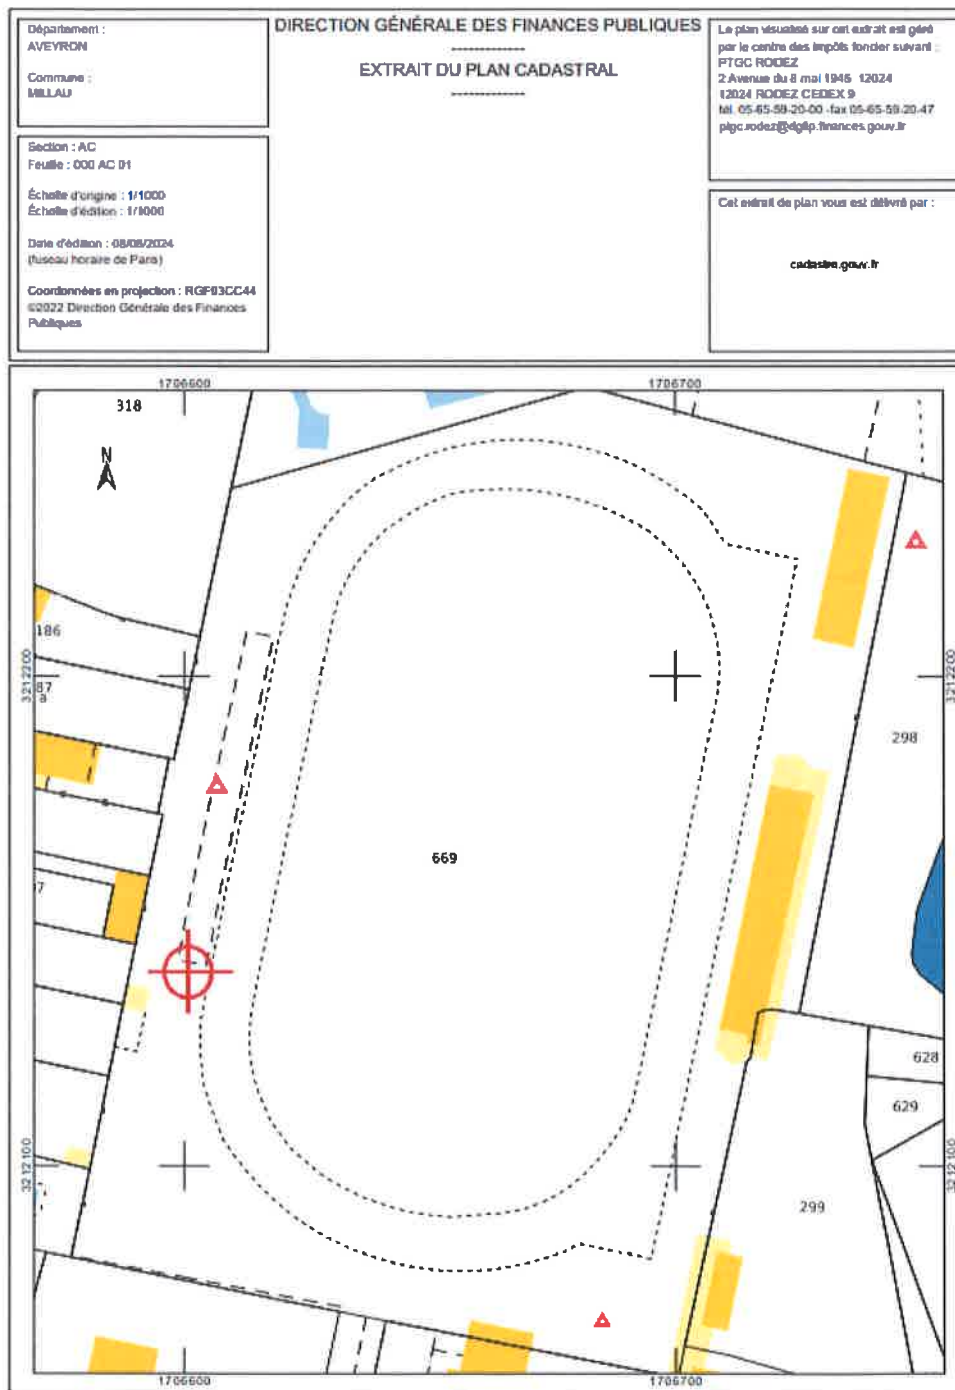 Département :
AVEYRON
Commune :
MILLAU
Section : AC
Feuille : 000 AC 01
Échelle d'origine : 1/1000
Échelle d'édition : 1/1000
Date d'édition : 08/08/2024
(fuseau horaire de Paris)
Coordonnées en projection : RGF93CC44
©2022 Direction Générale des Finances
Publiques
DIRECTION GÉNÉRALE DES FINANCES PUBLIQUES
-------------
EXTRAIT DU PLAN CADASTRAL
-------------
Le plan visualisé sur cet extrait est géré
par le centre des impôts foncier suivant :
PTGC RODEZ
2 Avenue du 8 mai 1945 12024
12024 RODEZ CEDEX 9
tél. 05-65-59-20-00 -fax 05-65-59-20-47
ptgc.rodez@dgfip.finances.gouv.fr
Cet extrait de plan vous est délivré par :
cadastre.gouv.fr
1706600
1706700
318
N
186
3212200
3212200
87
a
298
669
7
628
629
3212100
3212100
299
1706600
1706700